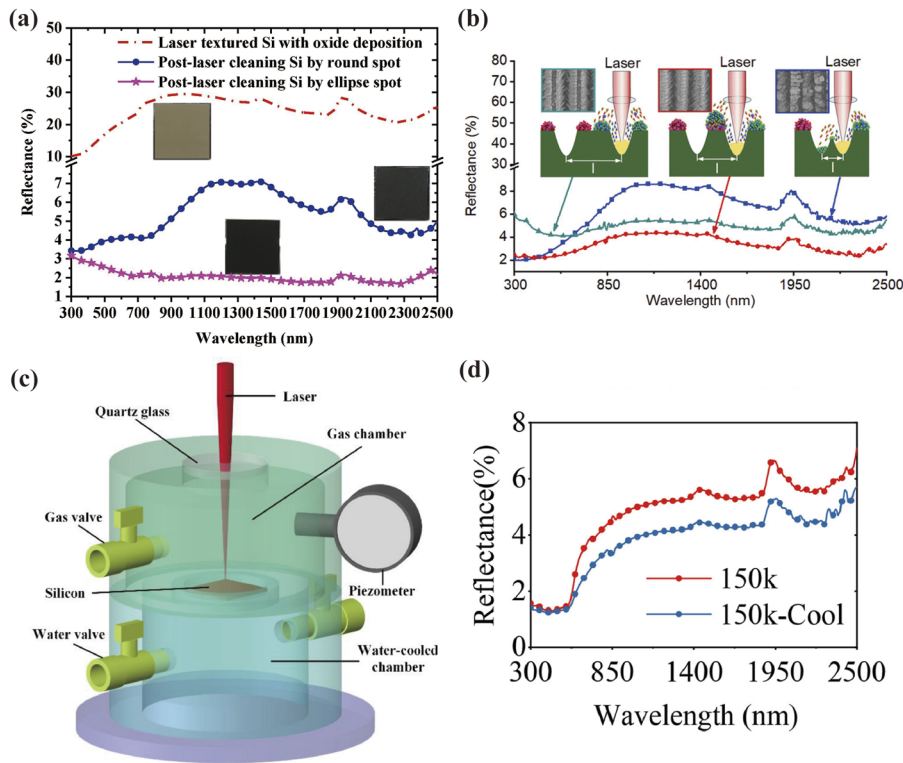 (a)
50
40
30
20
10
7
6
5
4
3
2
1
Reflectance (%)
Laser textured Si with oxide deposition
Post-laser cleaning Si by round spot
Post-laser cleaning Si by ellipse spot
300 500 700 900 1100 1300 1500 1700 1900 2100 2300 2500
Wavelength (nm)
(b)
80
70
60
50
40
30
8
6
4
2
0
Reflectance (%)
Laser Laser Laser
l l l
300 850 1400 1950 2500
Wavelength (nm)
(c)
Laser
Quartz glass
Gas chamber
Gas valve
Silicon
Piezometer
Water valve
Water-cooled
chamber
(d)
8
6
4
2
0
Reflectance(%)
150k
150k-Cool
300 850 1400 1950 2500
Wavelength (nm)